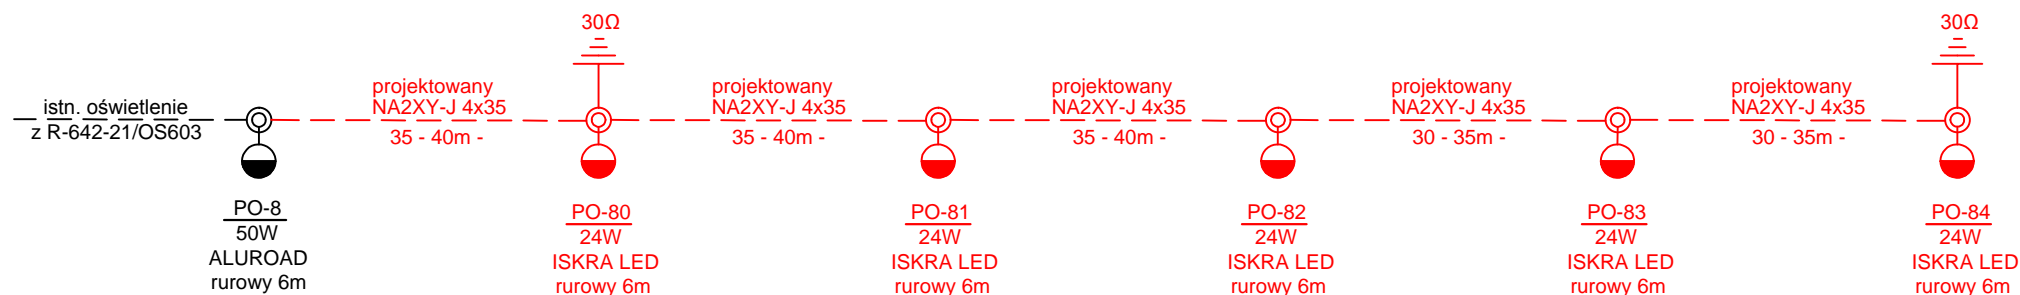 30Ω
30Ω
istn. oświetlenie
z R-642-21/OS603
projektowany
NA2XY-J 4x35
35 - 40m -
projektowany
NA2XY-J 4x35
35 - 40m -
projektowany
NA2XY-J 4x35
35 - 40m -
projektowany
NA2XY-J 4x35
30 - 35m -
projektowany
NA2XY-J 4x35
30 - 35m -
PO-8
50W
ALUROAD
rurowy 6m
PO-80
24W
ISKRA LED
rurowy 6m
PO-81
24W
ISKRA LED
rurowy 6m
PO-82
24W
ISKRA LED
rurowy 6m
PO-83
24W
ISKRA LED
rurowy 6m
PO-84
24W
ISKRA LED
rurowy 6m